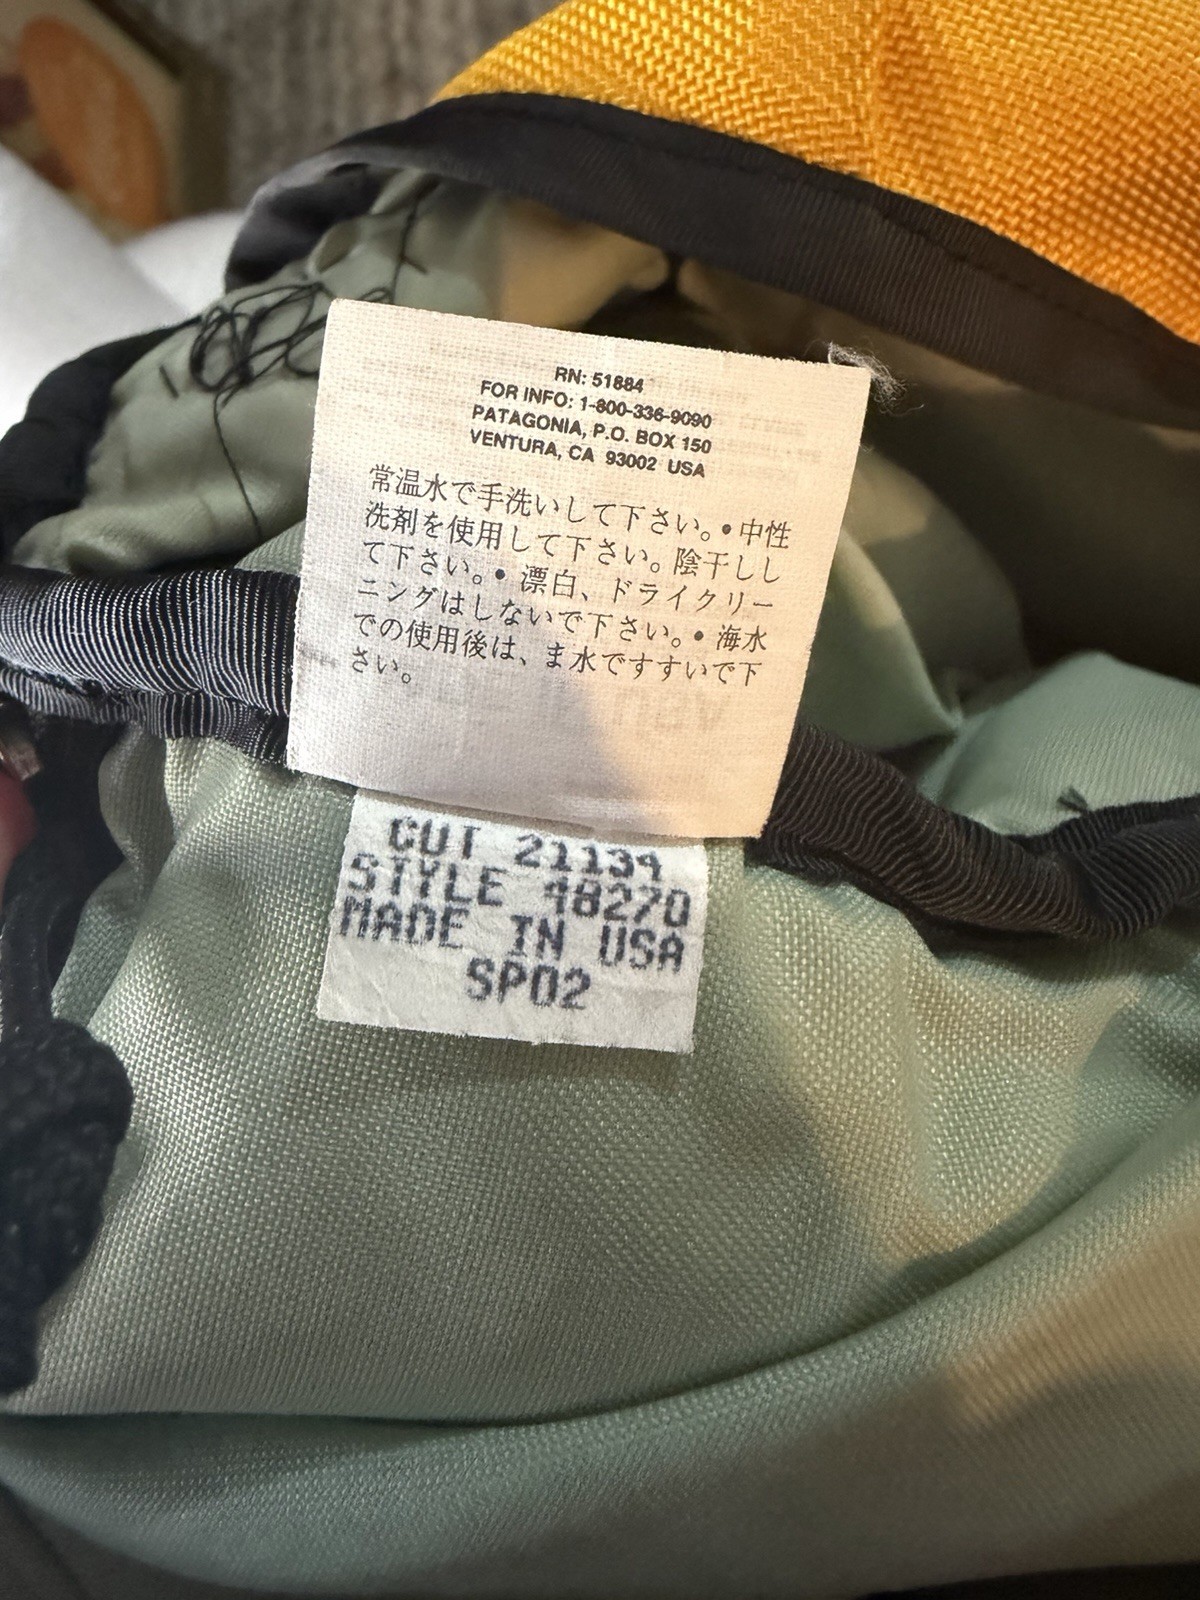 RN: 51884
FOR INFO: 1-800-336-9090
PATAGONIA, P.O. BOX 150
VENTURA, CA 93002 USA
常温水で手洗いして下さい。• 中性
洗剤を使用して下さい。陰干しし
て下さい。• 漂白、ドライクリー
ニングはしないで下さい。• 海水
での使用後は、ま水ですすいで下
さい。
CUT 21134
STYLE 48270
MADE IN USA
SP02